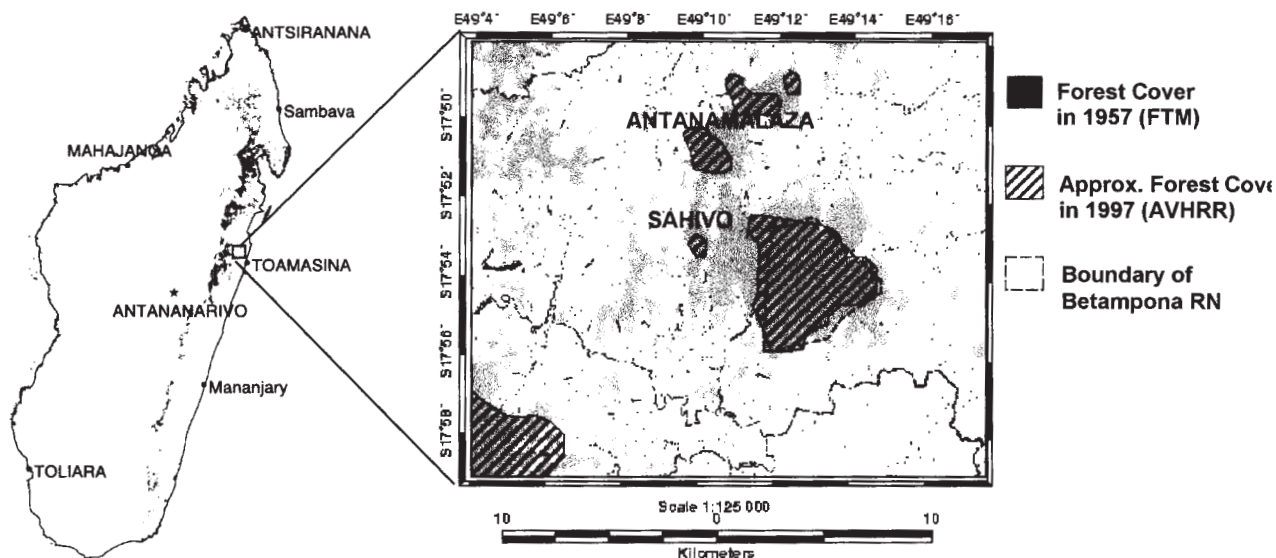 ANTSIRANANA
Sambava
MAHAJANGA
TOAMASINA
ANTANANARIVO
Mananjary
TOLIARA
E49°4' E49°6' E49°8' E49°10' E49°12' E49°14' E49°16'
S17°50'
S17°52'
S17°54'
S17°56'
S17°58'
ANTANAMALAZA
SAHIVO
Scale 1:125 000
10 0 10
Kilometers
Forest Cover
in 1957 (FTM)
Approx. Forest Cove
in 1997 (AVHRR)
Boundary of
Betampona RN